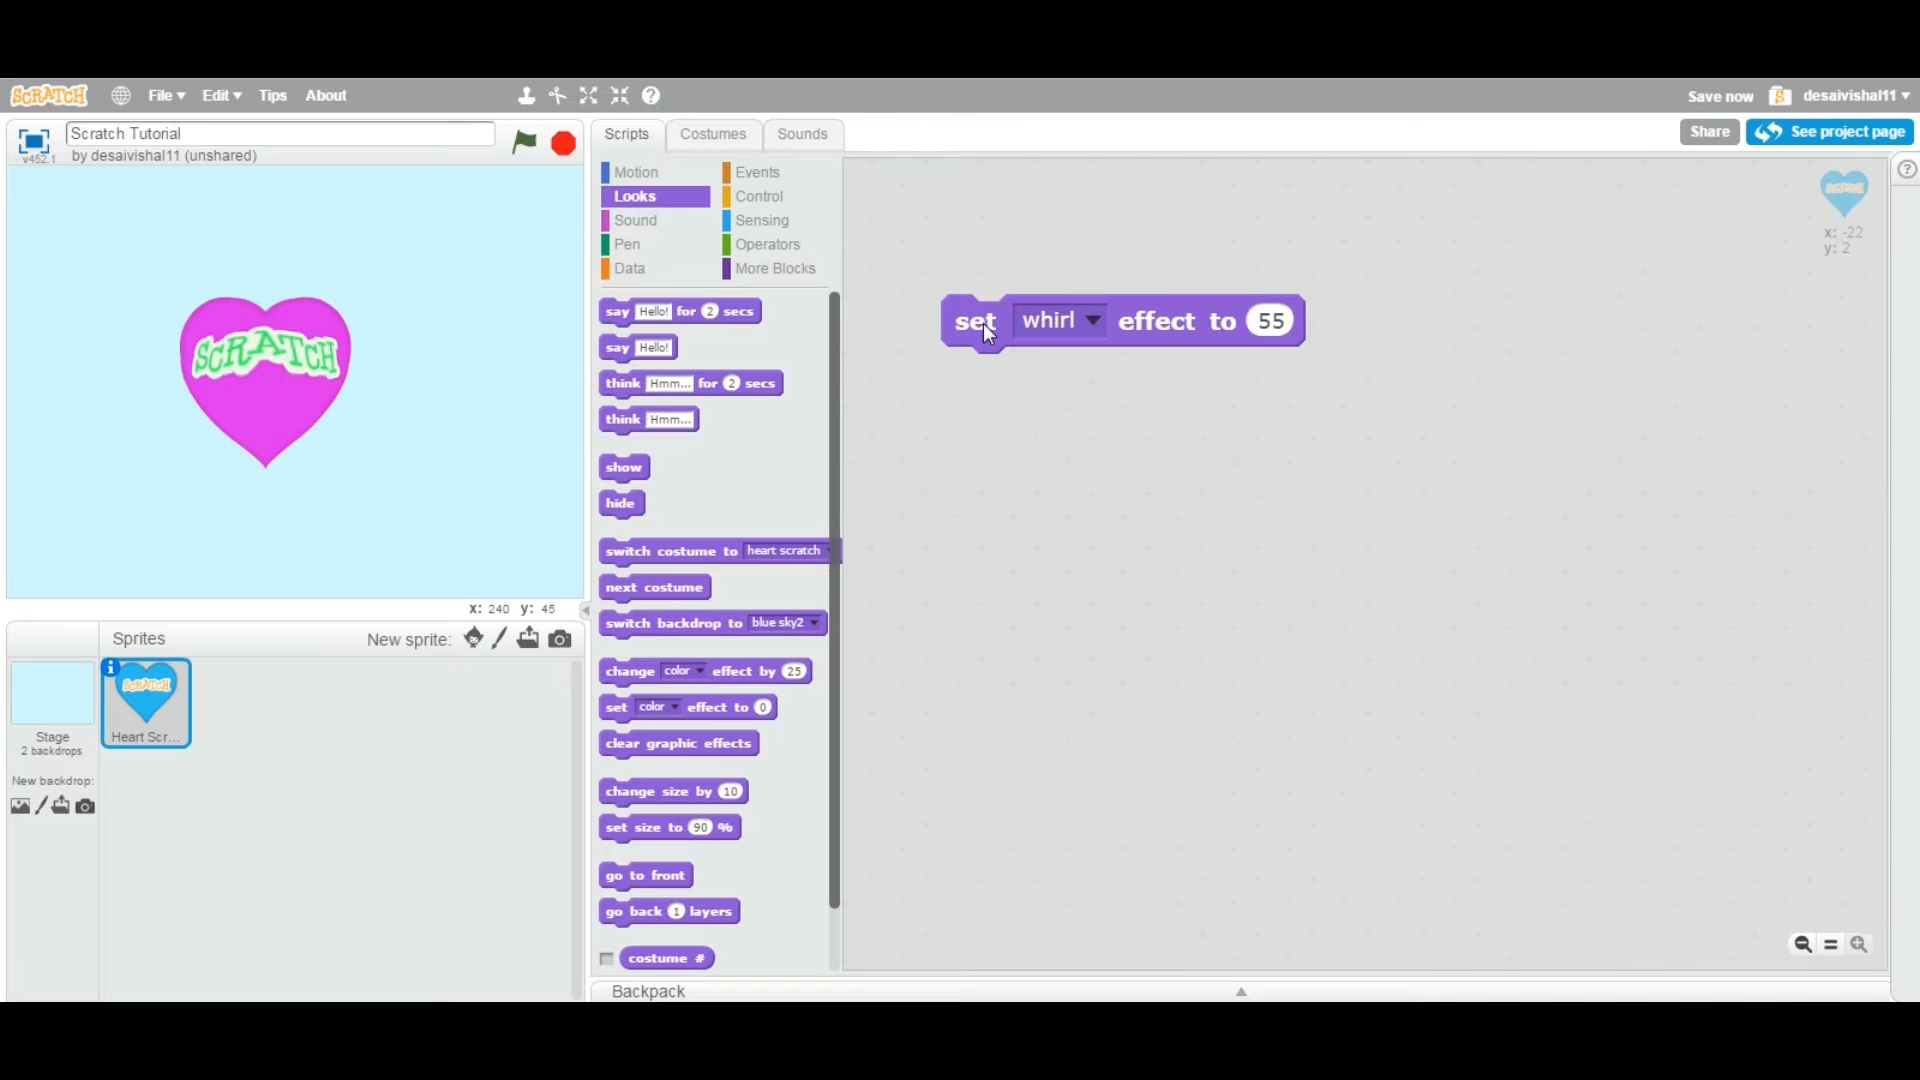 SCRATCH File Edit Tips About Save now desaivishal11
v452.1 Scratch Tutorial
by desaivishal11 (unshared)
Scripts Costumes Sounds Share See project page
SCRATCH
x: 240 y: 45
Sprites New sprite:
SCRATCH
Heart Scr...
Stage
2 backdrops
New backdrop:
Motion Events
Looks Control
Sound Sensing
Pen Operators
Data More Blocks
say Hello! for 2 secs
say Hello!
think Hmm... for 2 secs
think Hmm...
show
hide
switch costume to heart scratch
next costume
switch backdrop to blue sky2
change color effect by 25
set color effect to 0
clear graphic effects
change size by 10
set size to 90 %
go to front
go back 1 layers
costume #
set whirl effect to 55
SCRATCH
x: -22
y: 2
Backpack